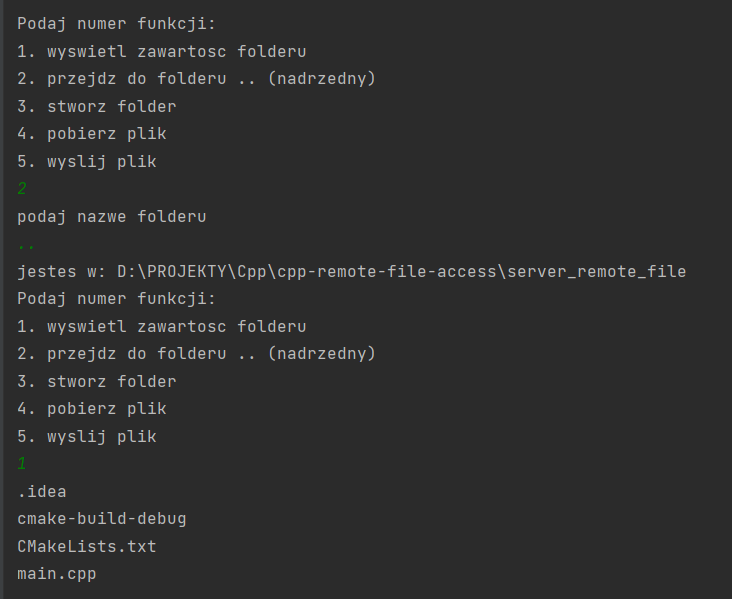 Podaj numer funkcji:
1. wyswietl zawartosc folderu
2. przejdz do folderu .. (nadrzedny)
3. stworz folder
4. pobierz plik
5. wyslij plik
2
podaj nazwe folderu
..
jestes w: D:\PROJEKTY\Cpp\cpp-remote-file-access\server_remote_file
Podaj numer funkcji:
1. wyswietl zawartosc folderu
2. przejdz do folderu .. (nadrzedny)
3. stworz folder
4. pobierz plik
5. wyslij plik
1
.idea
cmake-build-debug
CMakeLists.txt
main.cpp